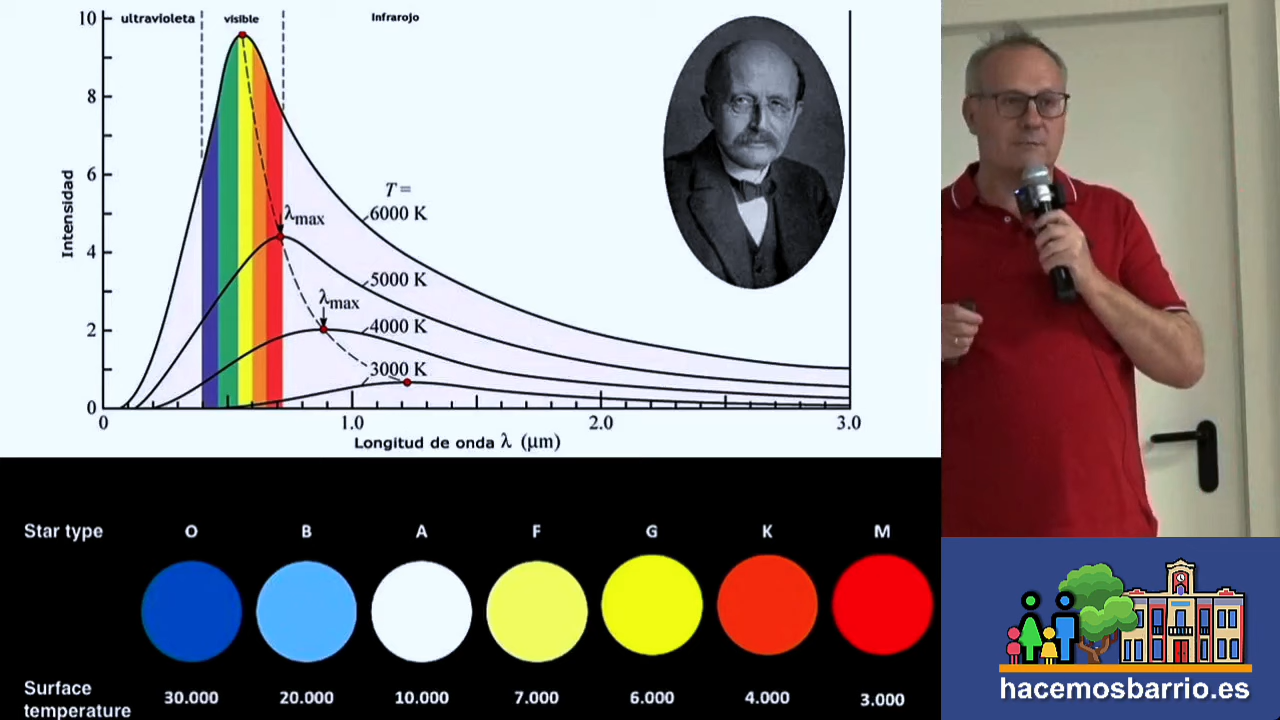 10
ultravioleta
visible
Infrarojo
8
6
T =
6000 K
λmax
Intensidad
4
5000 K
λmax
4000 K
2
3000 K
0
0
1.0
2.0
3.0
Longitud de onda λ (μm)
Star type O B A F G K M
Surface temperature 30.000 20.000 10.000 7.000 6.000 4.000 3.000
hacemosbarrio.es